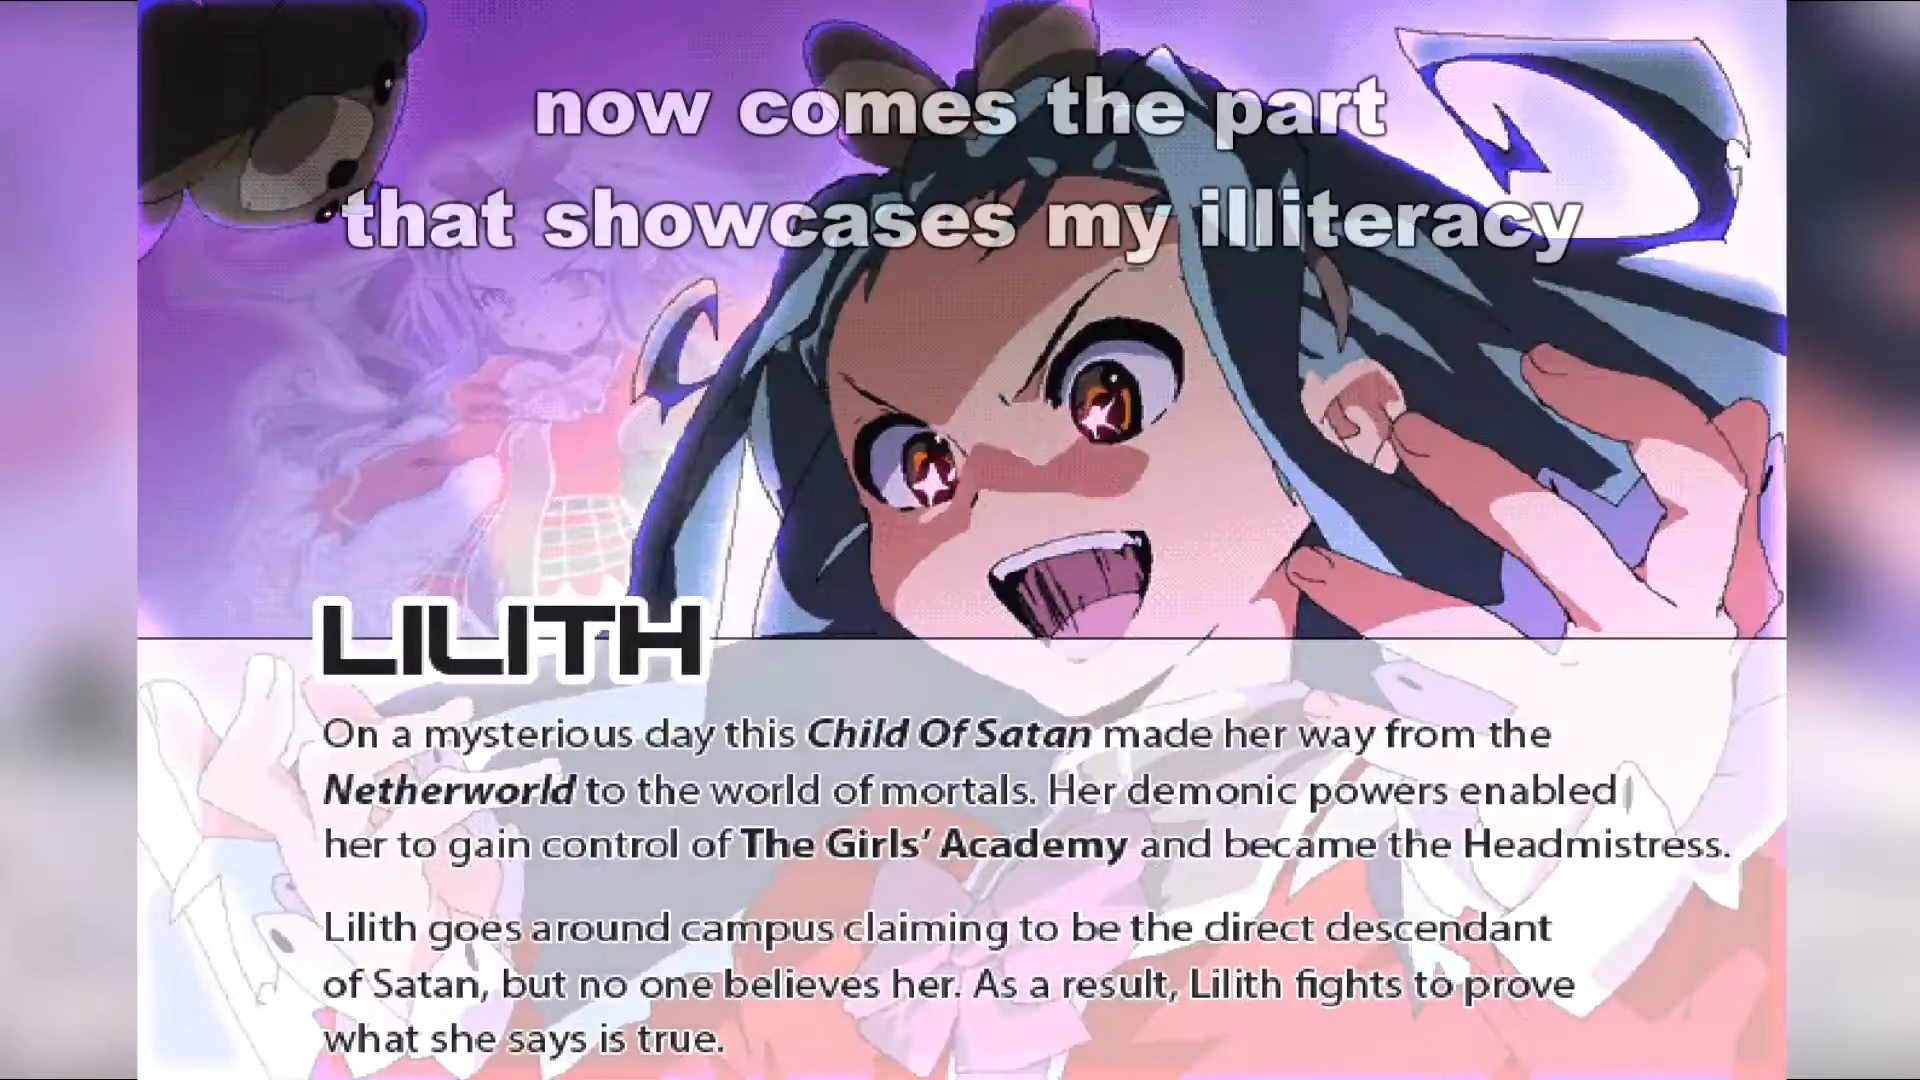 now comes the part
that showcases my illiteracy
LILITH
On a mysterious day this Child Of Satan made her way from the
Netherworld to the world of mortals. Her demonic powers enabled
her to gain control of The Girls' Academy and became the Headmistress.
Lilith goes around campus claiming to be the direct descendant
of Satan, but no one believes her. As a result, Lilith fights to prove
what she says is true.